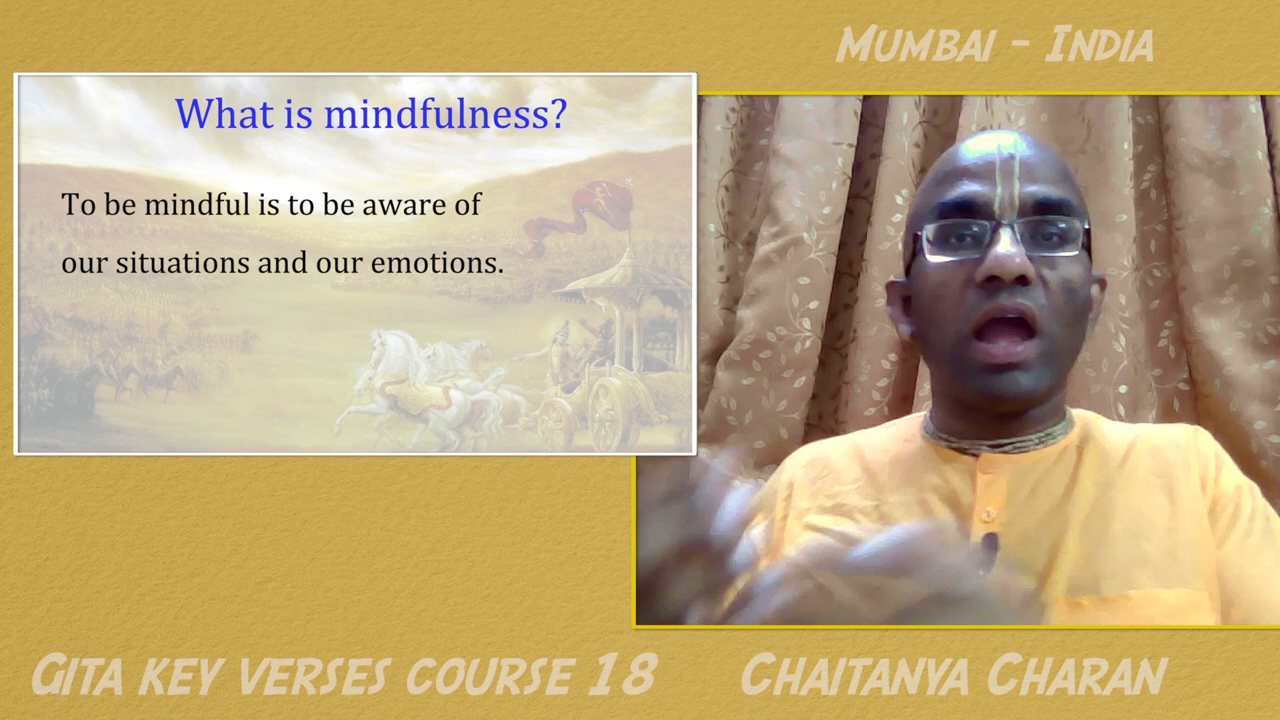 Mumbai - India
What is mindfulness?
To be mindful is to be aware of
our situations and our emotions.
Gita key verses course 18
Chaitanya Charan